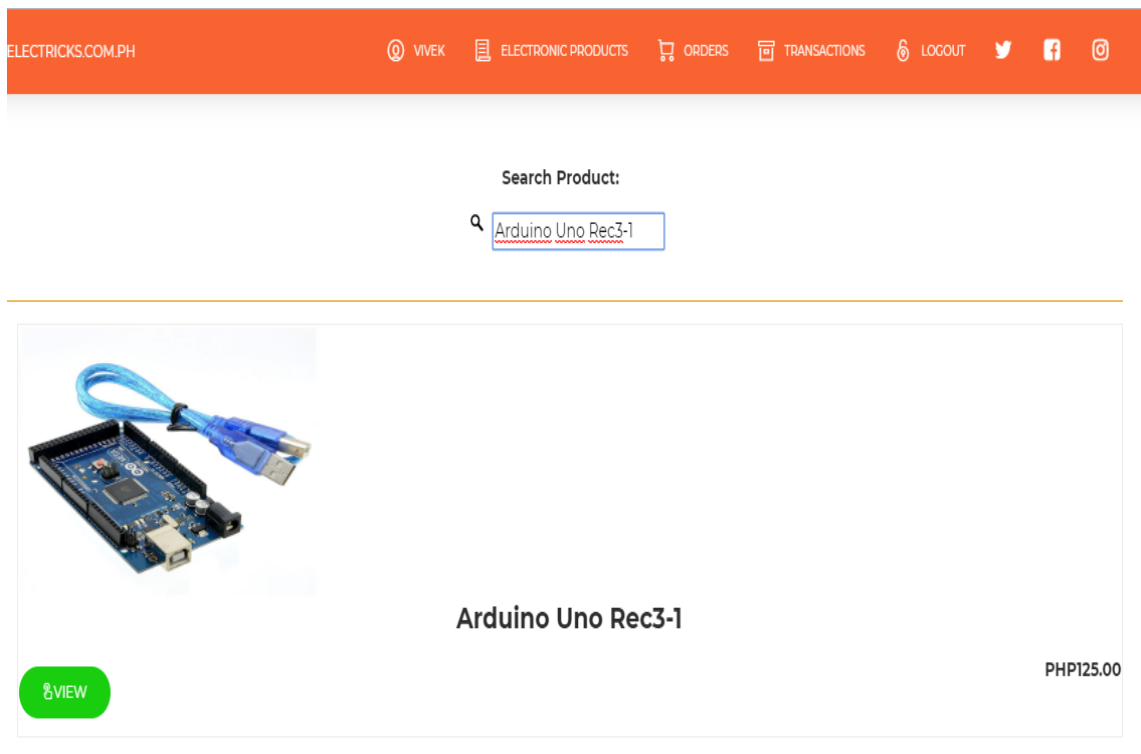 ELECTRICKS.COM.PH VIVEK ELECTRONIC PRODUCTS ORDERS TRANSACTIONS LOGOUT
Search Product:
Arduino Uno Rec3-1
Arduino Uno Rec3-1
PHP125.00
VIEW